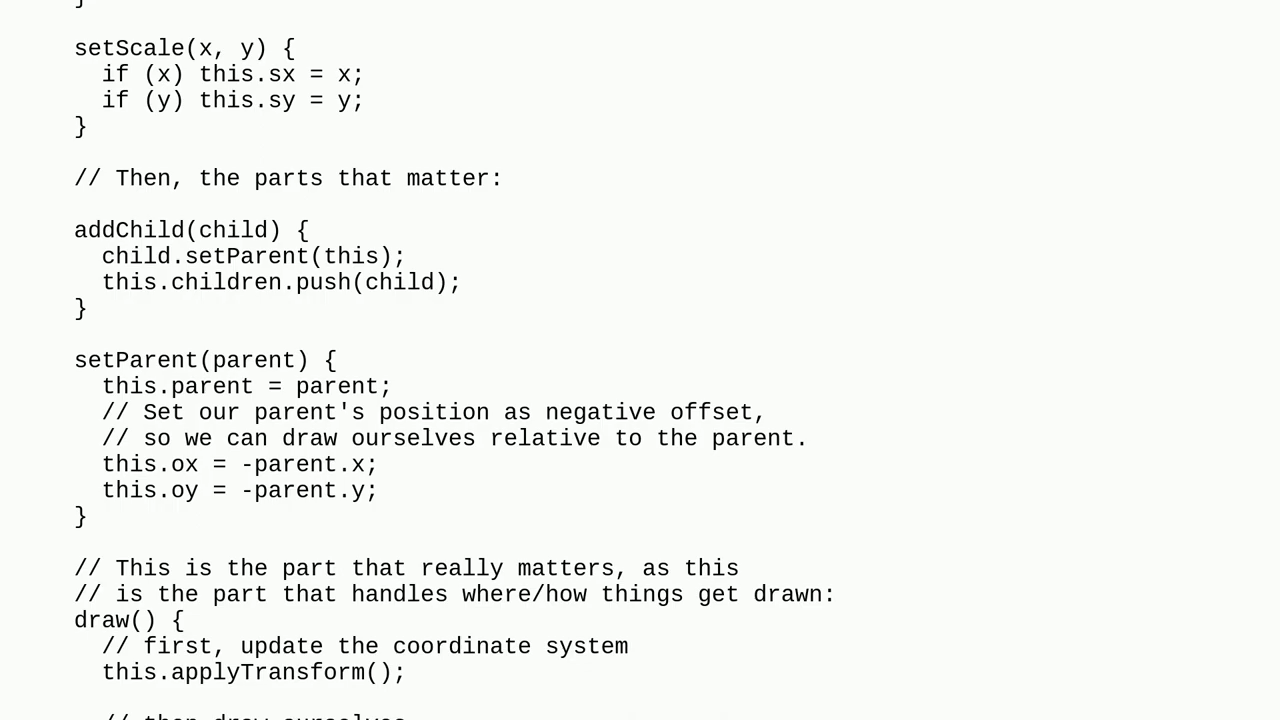 }
setScale(x, y) {
if (x) this.sx = x;
if (y) this.sy = y;
}
// Then, the parts that matter:
addChild(child) {
child.setParent(this);
this.children.push(child);
}
setParent(parent) {
this.parent = parent;
// Set our parent's position as negative offset,
// so we can draw ourselves relative to the parent.
this.ox = -parent.x;
this.oy = -parent.y;
}
// This is the part that really matters, as this
// is the part that handles where/how things get drawn:
draw() {
// first, update the coordinate system
this.applyTransform();
// then draw ourselves